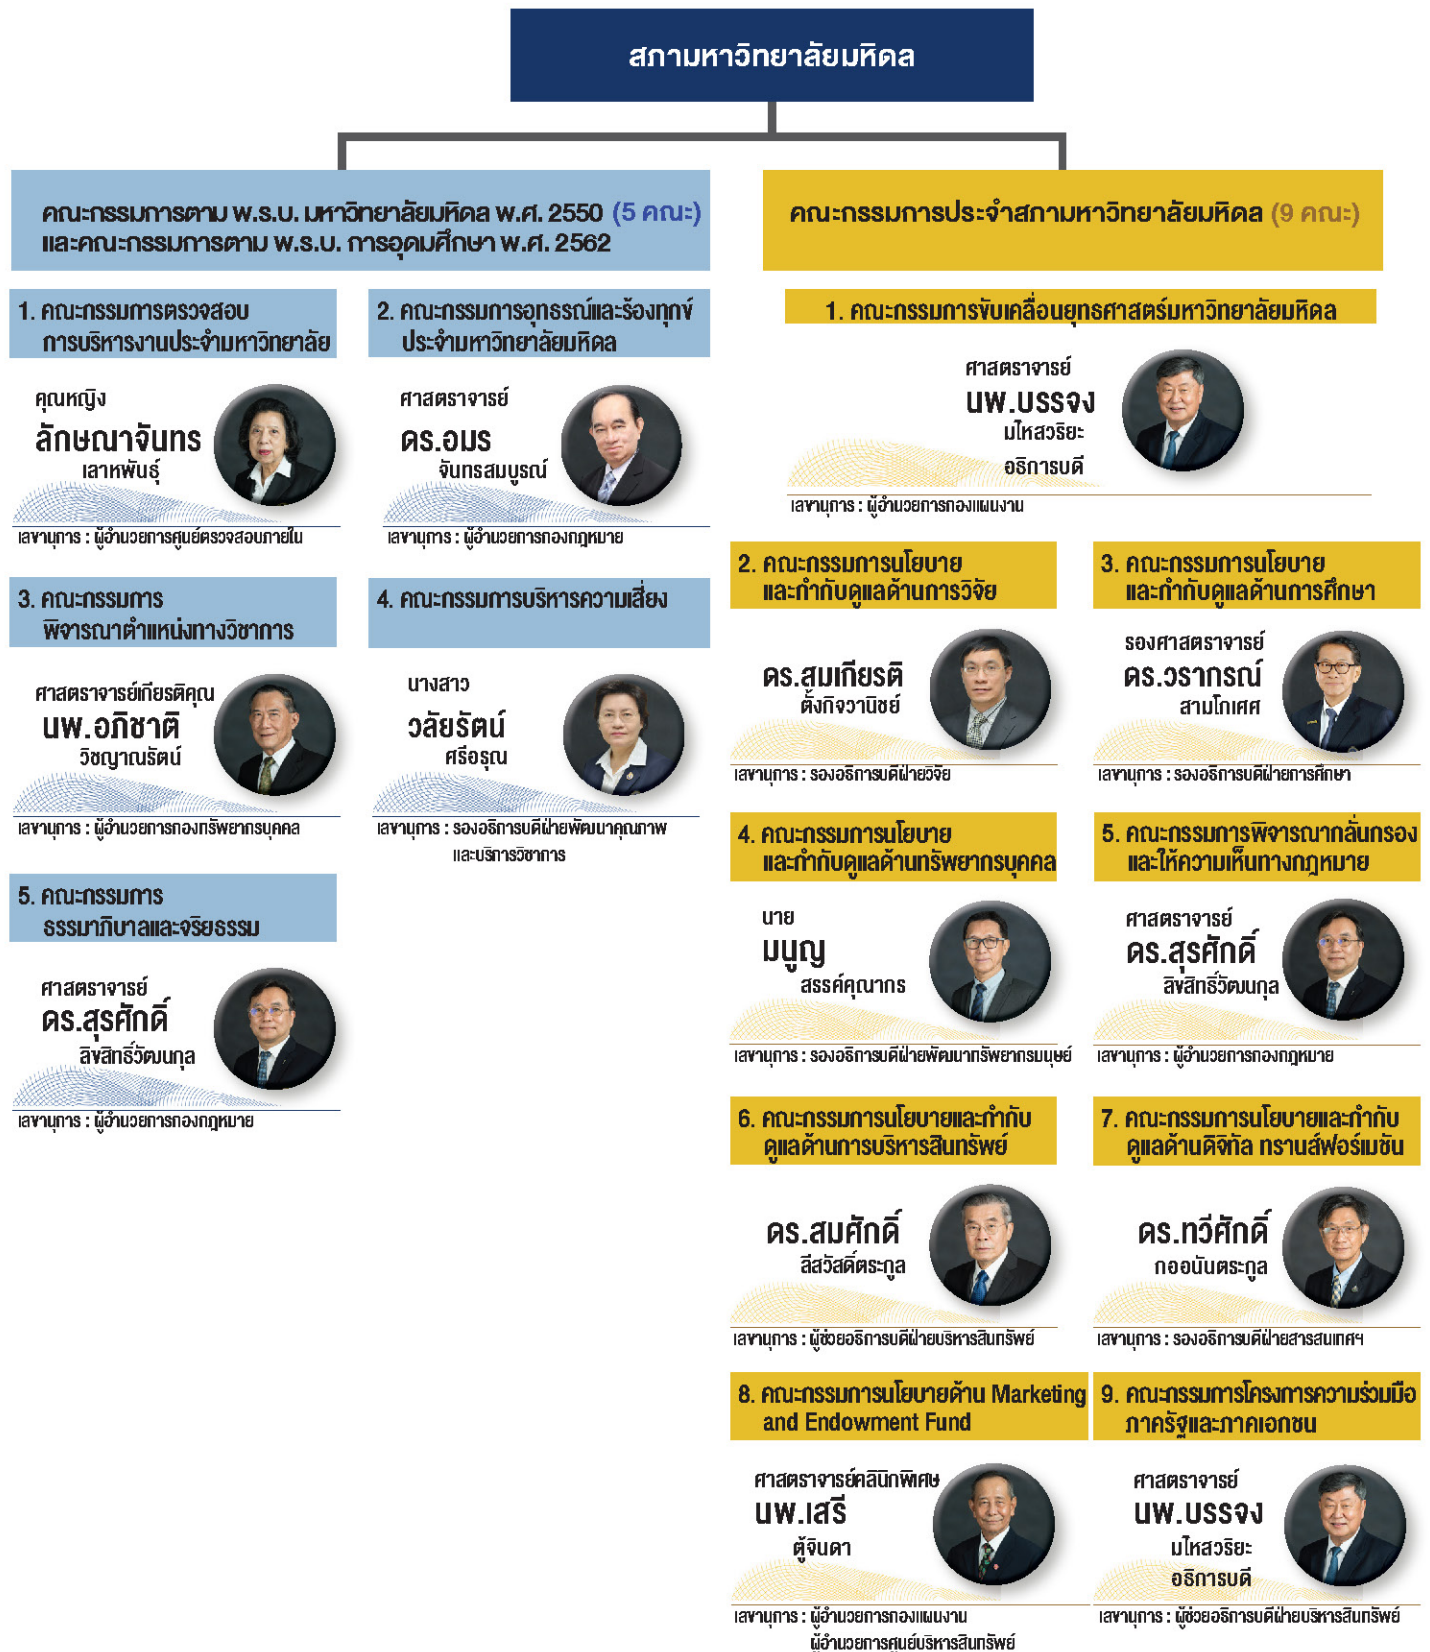 สภามหาวิทยาลัยมหิดล
คณะกรรมการตาม พ.ร.บ. มหาวิทยาลัยมหิดล พ.ศ. 2550 (5 คณะ)
และคณะกรรมการตาม พ.ร.บ. การอุดมศึกษา พ.ศ. 2562
1. คณะกรรมการตรวจสอบ
การบริหารงานประจำมหาวิทยาลัย
คุณหญิง
ลักษณาจันทร
เลาหพันธุ์
เลขานุการ : ผู้อำนวยการศูนย์ตรวจสอบภายใน
2. คณะกรรมการอุทธรณ์และร้องทุกข์
ประจำมหาวิทยาลัยมหิดล
ศาสตราจารย์
ดร.อมร
จันทรสมบูรณ์
เลขานุการ : ผู้อำนวยการกองกฎหมาย
3. คณะกรรมการ
พิจารณาตำแหน่งทางวิชาการ
ศาสตราจารย์เกียรติคุณ
นพ.อภิชาติ
วิชญาณรัตน์
เลขานุการ : ผู้อำนวยการกองทรัพยากรบุคคล
4. คณะกรรมการบริหารความเสี่ยง
นางสาว
วลัยรัตน์
ศรีอรุณ
เลขานุการ : รองอธิการบดีฝ่ายพัฒนาคุณภาพ
และบริการวิชาการ
5. คณะกรรมการ
ธรรมาภิบาลและจริยธรรม
ศาสตราจารย์
ดร.สุรศักดิ์
ลิขสิทธิ์วัฒนกุล
เลขานุการ : ผู้อำนวยการกองกฎหมาย
คณะกรรมการประจำสภามหาวิทยาลัยมหิดล (9 คณะ)
1. คณะกรรมการขับเคลื่อนยุทธศาสตร์มหาวิทยาลัยมหิดล
ศาสตราจารย์
นพ.บรรจง
มไหสวริยะ
อธิการบดี
เลขานุการ : ผู้อำนวยการกองแผนงาน
2. คณะกรรมการนโยบาย
และกำกับดูแลด้านการวิจัย
ดร.สมเกียรติ
ตั้งกิจวานิชย์
เลขานุการ : รองอธิการบดีฝ่ายวิจัย
3. คณะกรรมการนโยบาย
และกำกับดูแลด้านการศึกษา
รองศาสตราจารย์
ดร.วรากรณ์
สามโกเศศ
เลขานุการ : รองอธิการบดีฝ่ายการศึกษา
4. คณะกรรมการนโยบาย
และกำกับดูแลด้านทรัพยากรบุคคล
นาย
มนูญ
สรรค์คุณากร
เลขานุการ : รองอธิการบดีฝ่ายพัฒนาทรัพยากรมนุษย์
5. คณะกรรมการพิจารณากลั่นกรอง
และให้ความเห็นทางกฎหมาย
ศาสตราจารย์
ดร.สุรศักดิ์
ลิขสิทธิ์วัฒนกุล
เลขานุการ : ผู้อำนวยการกองกฎหมาย
6. คณะกรรมการนโยบายและกำกับ
ดูแลด้านการบริหารสินทรัพย์
ดร.สมศักดิ์
ลีสวัสดิ์ตระกูล
เลขานุการ : ผู้ช่วยอธิการบดีฝ่ายบริหารสินทรัพย์
7. คณะกรรมการนโยบายและกำกับ
ดูแลด้านดิจิทัล ทรานส์ฟอร์เมชัน
ดร.ทวีศักดิ์
กออนันตระกูล
เลขานุการ : รองอธิการบดีฝ่ายสารสนเทศฯ
8. คณะกรรมการนโยบายด้าน Marketing
and Endowment Fund
ศาสตราจารย์คลินิกพิเศษ
นพ.เสรี
ตู้จินดา
เลขานุการ : ผู้อำนวยการกองแผนงาน
ผู้อำนวยการศูนย์บริหารสินทรัพย์
9. คณะกรรมการโครงการความร่วมมือ
ภาครัฐและภาคเอกชน
ศาสตราจารย์
นพ.บรรจง
มไหสวริยะ
อธิการบดี
เลขานุการ : ผู้ช่วยอธิการบดีฝ่ายบริหารสินทรัพย์